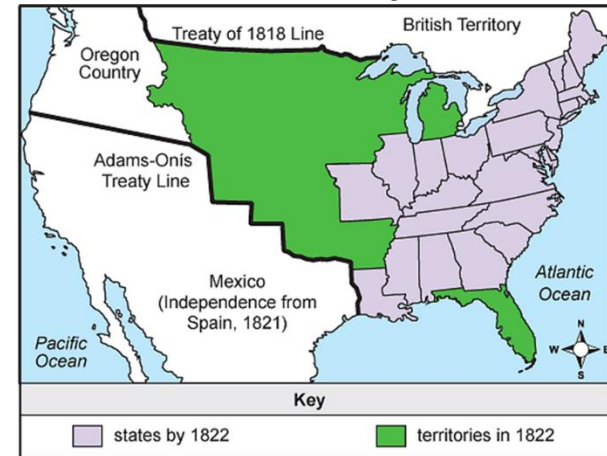 Treaty of 1818 Line
British Territory
Oregon
Country
Adams-Onís
Treaty Line
Mexico
(Independence from
Spain, 1821)
Atlantic
Ocean
Pacific
Ocean
N
W
E
S
Key
states by 1822
territories in 1822